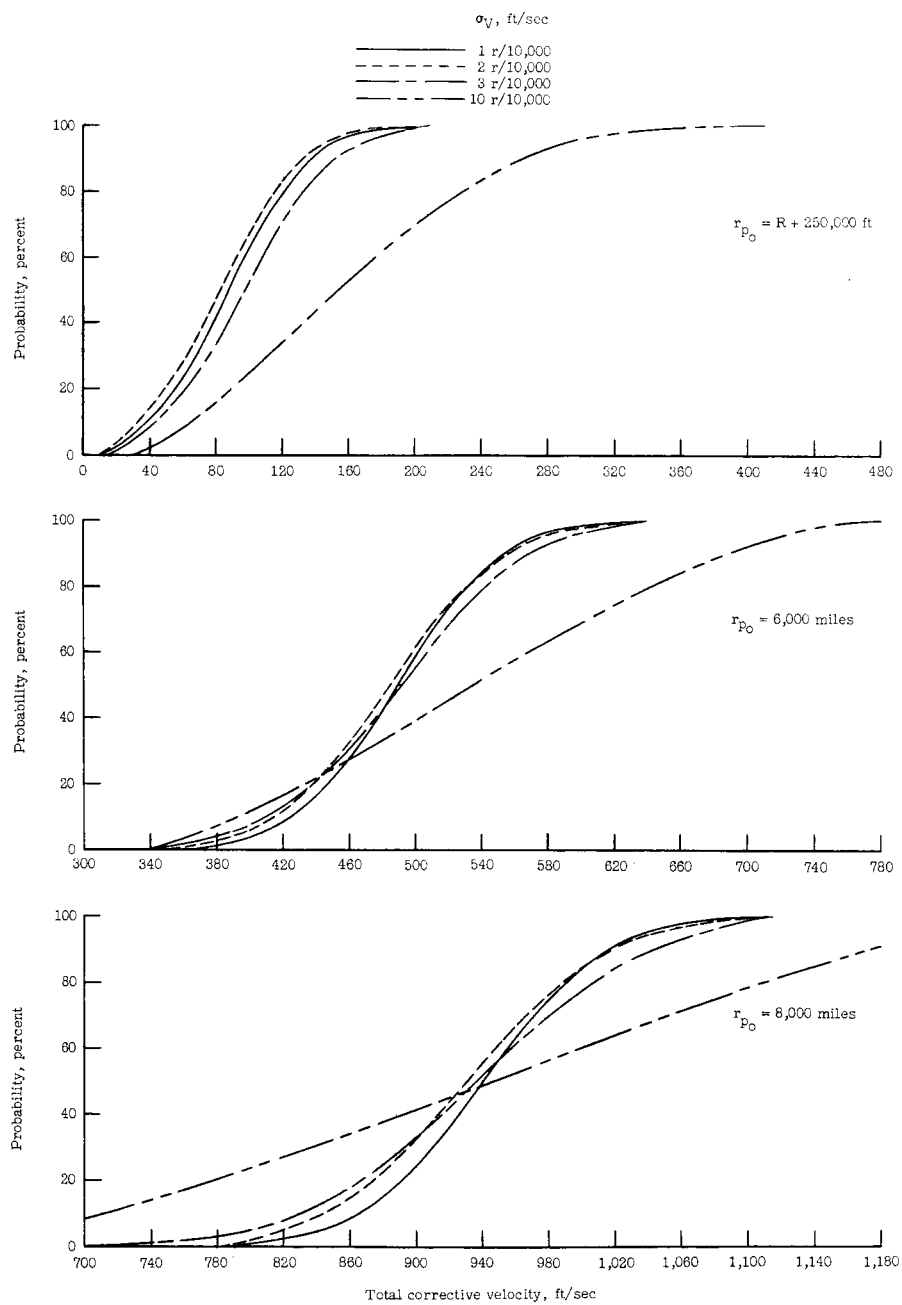 σV, ft/sec
1 r/10,000
2 r/10,000
3 r/10,000
10 r/10,000
Probability, percent
100
80
60
40
20
0
rpo = R + 250,000 ft
0 40 80 120 160 200 240 280 320 360 400 440 480
Probability, percent
100
80
60
40
20
0
rpo = 6,000 miles
300 340 380 420 460 500 540 580 620 660 700 740 780
Probability, percent
100
80
60
40
20
0
rpo = 8,000 miles
700 740 780 820 860 900 940 980 1,020 1,060 1,100 1,140 1,180
Total corrective velocity, ft/sec